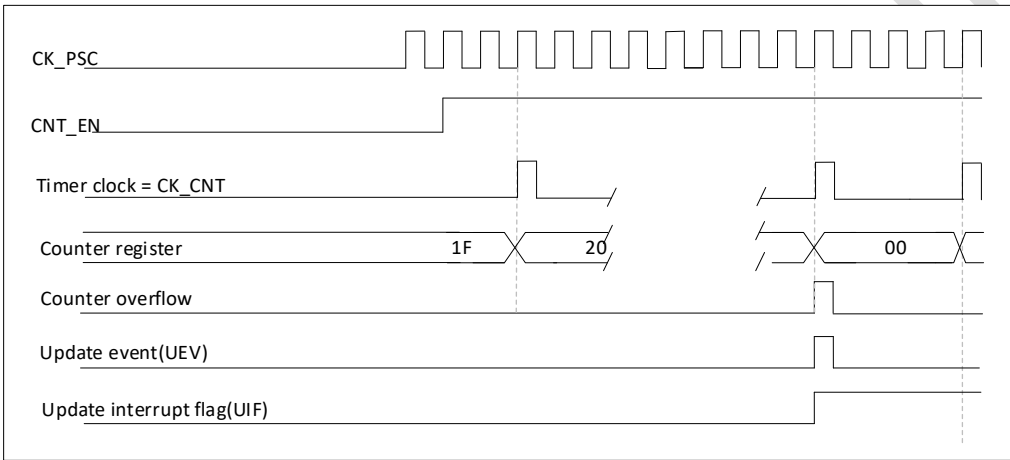 CK_PSC
CNT_EN
Timer clock = CK_CNT
Counter register 1F 20 00
Counter overflow
Update event(UEV)
Update interrupt flag(UIF)